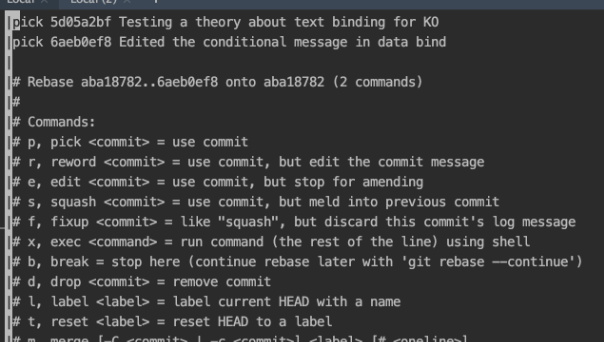 pick 5d05a2bf Testing a theory about text binding for KO
pick 6aeb0ef8 Edited the conditional message in data bind
# Rebase aba18782..6aeb0ef8 onto aba18782 (2 commands)
#
# Commands:
# p, pick <commit> = use commit
# r, reword <commit> = use commit, but edit the commit message
# e, edit <commit> = use commit, but stop for amending
# s, squash <commit> = use commit, but meld into previous commit
# f, fixup <commit> = like "squash", but discard this commit's log message
# x, exec <command> = run command (the rest of the line) using shell
# b, break = stop here (continue rebase later with 'git rebase --continue')
# d, drop <commit> = remove commit
# l, label <label> = label current HEAD with a name
# t, reset <label> = reset HEAD to a label
# m, merge [-C <commit> | -c <commit>] <label> [# <oneline>]